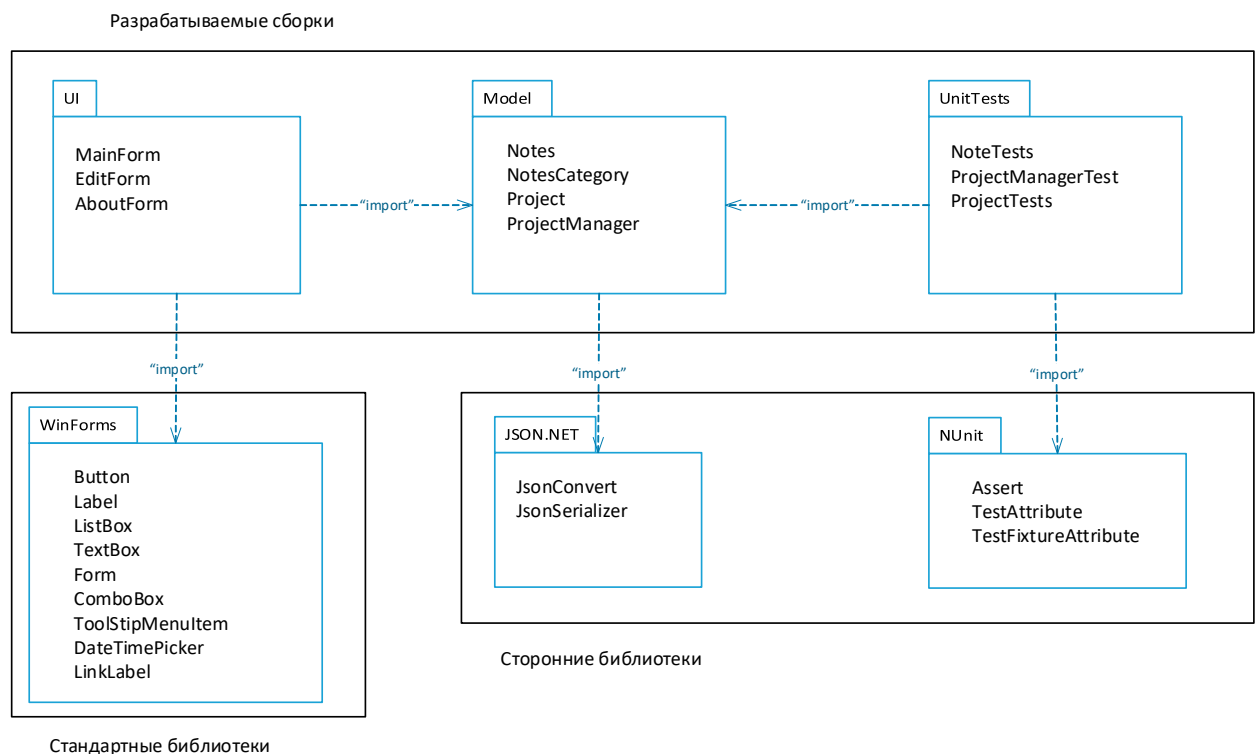 Разрабатываемые сборки
UI
MainForm
EditForm
AboutForm
“import”
Model
Notes
NotesCategory
Project
ProjectManager
“import”
UnitTests
NoteTests
ProjectManagerTest
ProjectTests
“import”
“import”
“import”
WinForms
Button
Label
ListBox
TextBox
Form
ComboBox
ToolStipMenuItem
DateTimePicker
LinkLabel
JSON.NET
JsonConvert
JsonSerializer
NUnit
Assert
TestAttribute
TestFixtureAttribute
Сторонние библиотеки
Стандартные библиотеки